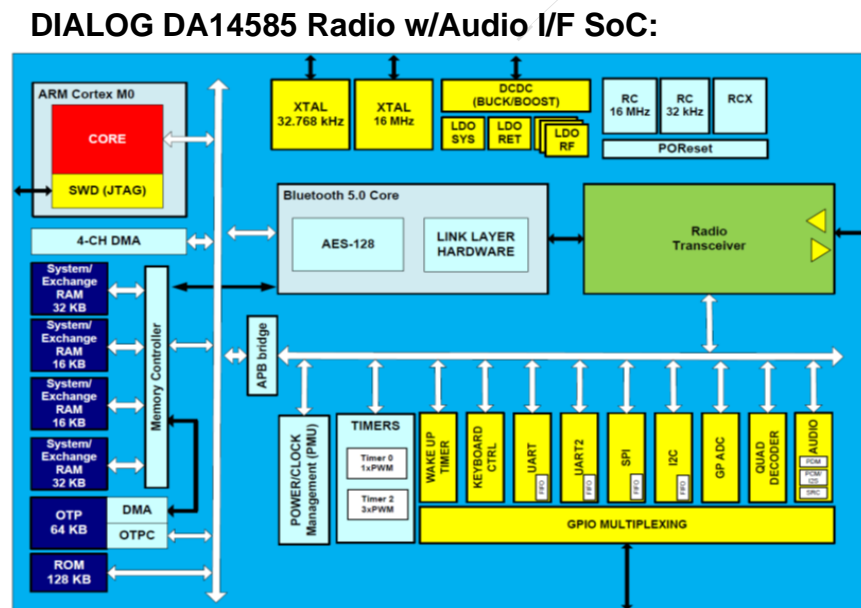 DIALOG DA14585 Radio w/Audio I/F SoC:
ARM Cortex M0
CORE
SWD (JTAG)
4-CH DMA
System/
Exchange
RAM
32 KB
System/
Exchange
RAM
16 KB
System/
Exchange
RAM
16 KB
System/
Exchange
RAM
32 KB
Memory Controller
OTP
64 KB
DMA
OTPC
ROM
128 KB
XTAL
32.768 kHz
XTAL
16 MHz
DCDC
(BUCK/BOOST)
LDO
SYS
LDO
RET
LDO
RF
RC
16 MHz
RC
32 kHz
RCX
POReset
Bluetooth 5.0 Core
AES-128
LINK LAYER
HARDWARE
Radio
Transceiver
APB bridge
POWER/CLOCK
Management (PMU)
TIMERS
Timer 0
1xPWM
Timer 2
3xPWM
WAKE UP
TIMER
KEYBOARD
CTRL
UART
FIFO
UART2
FIFO
SPI
FIFO
I2C
FIFO
GP ADC
QUAD
DECODER
AUDIO
PDM
PCM/
I2S
SRC
GPIO MULTIPLEXING